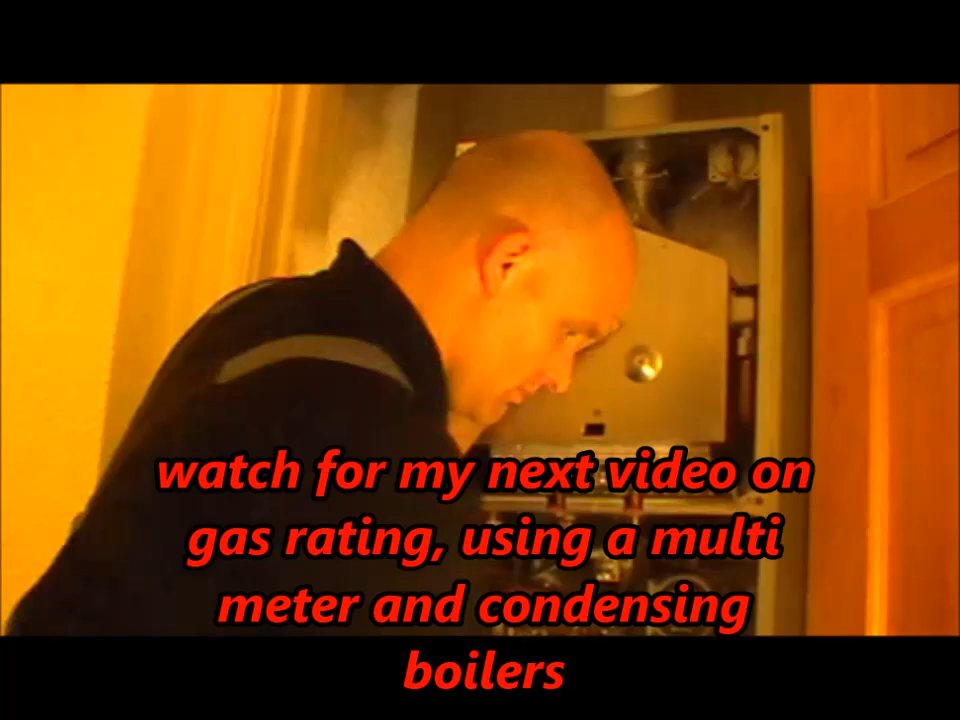 watch for my next video on
gas rating, using a multi
meter and condensing
boilers